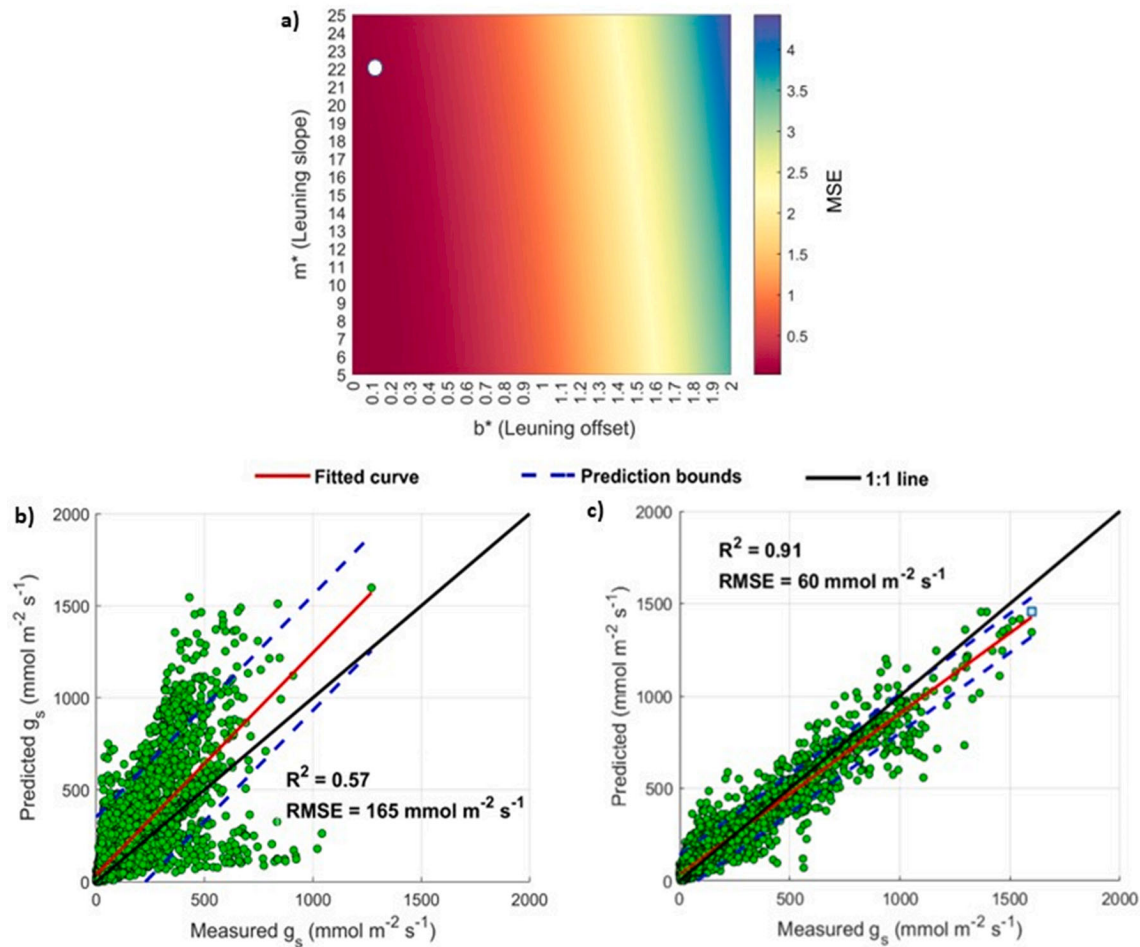 a)
25
24
23
22
21
20
19
18
17
16
15
14
13
12
11
10
9
8
7
6
5
m* (Leuning slope)
0 0.1 0.2 0.3 0.4 0.5 0.6 0.7 0.8 0.9 1 1.1 1.2 1.3 1.4 1.5 1.6 1.7 1.8 1.9 2
b* (Leuning offset)
4
3.5
3
2.5
2
1.5
1
0.5
MSE
Fitted curve Prediction bounds 1:1 line
b)
2000
1500
1000
500
0
Predicted g_s (mmol m^-2 s^-1)
R^2 = 0.57
RMSE = 165 mmol m^-2 s^-1
0 500 1000 1500 2000
Measured g_s (mmol m^-2 s^-1)
c)
2000
1500
1000
500
0
Predicted (mmol m^-2 s^-1)
R^2 = 0.91
RMSE = 60 mmol m^-2 s^-1
0 500 1000 1500 2000
Measured g_s (mmol m^-2 s^-1)